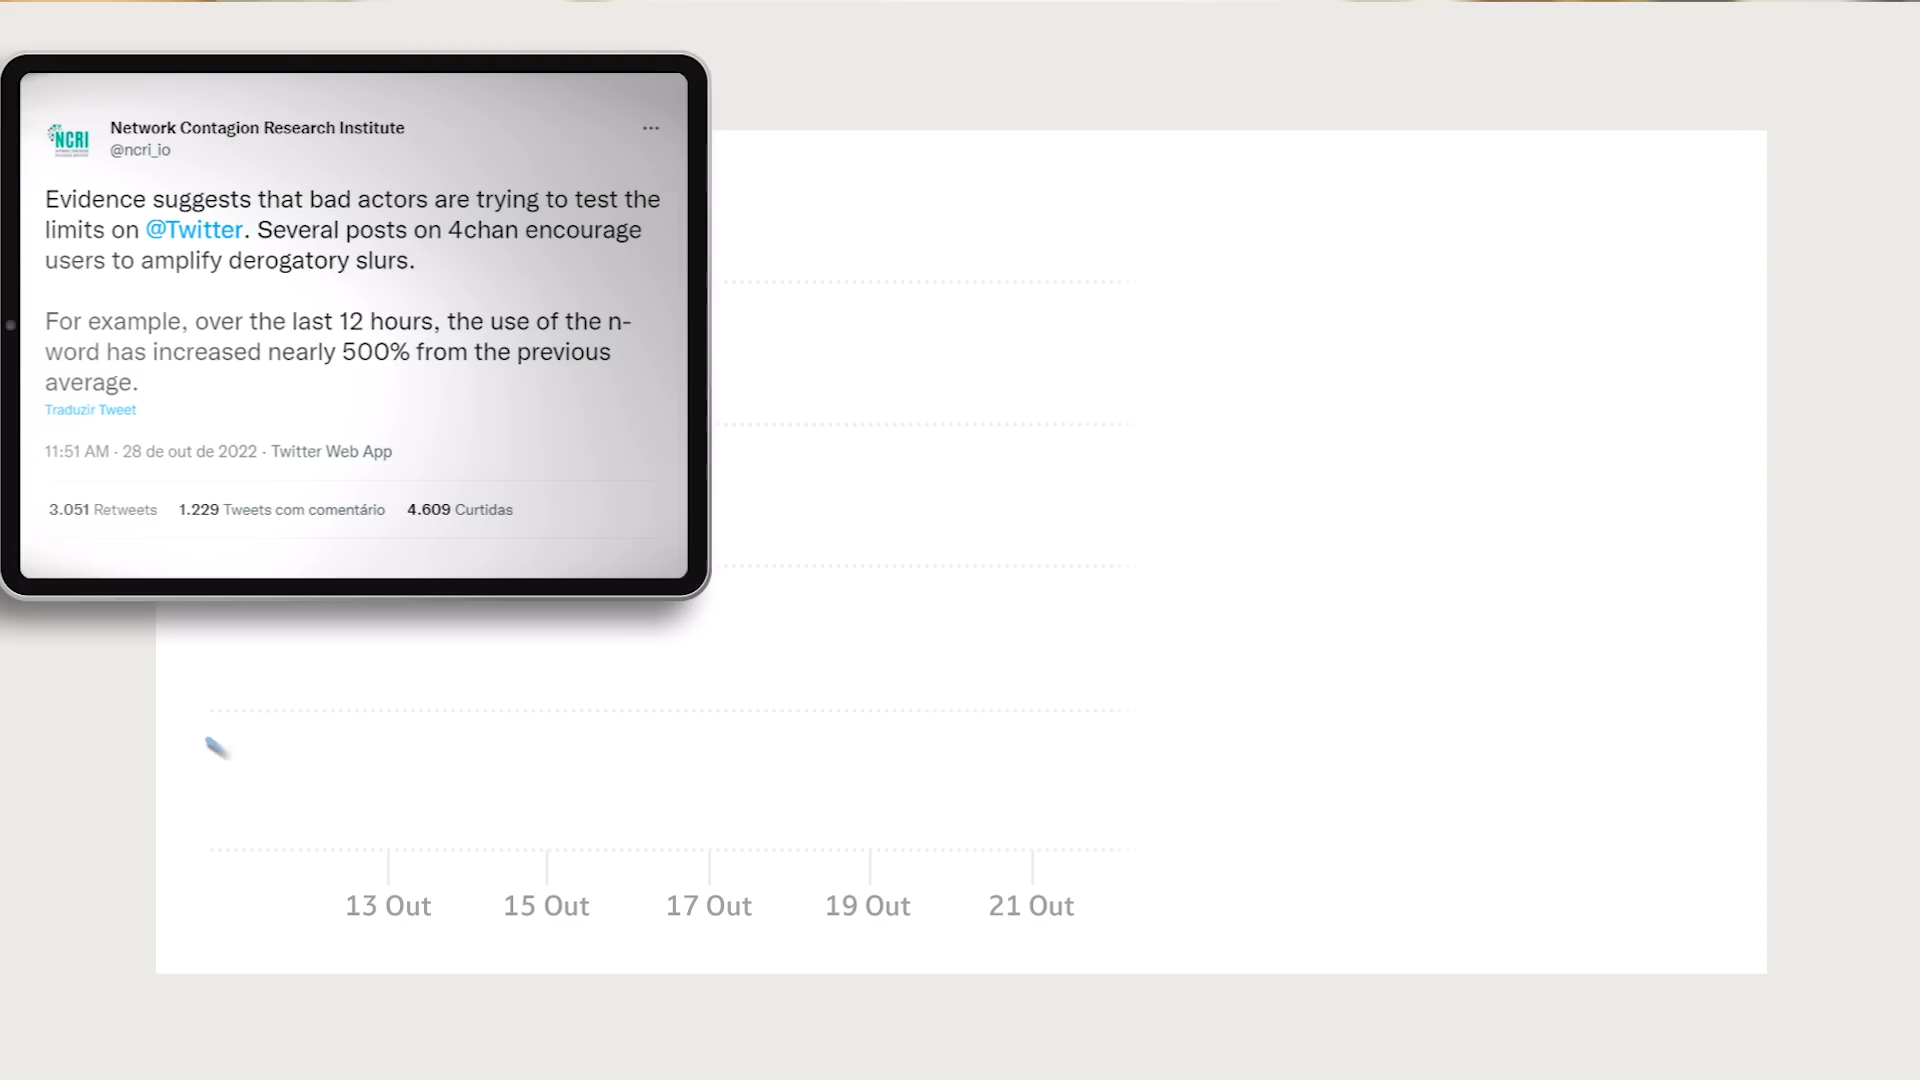 NCRI
Network Contagion Research Institute
@ncri_io
Evidence suggests that bad actors are trying to test the
limits on @Twitter. Several posts on 4chan encourage
users to amplify derogatory slurs.
For example, over the last 12 hours, the use of the n-
word has increased nearly 500% from the previous
average.
Traduzir Tweet
11:51 AM · 28 de out de 2022 · Twitter Web App
3.051 Retweets 1.229 Tweets com comentário 4.609 Curtidas
13 Out 15 Out 17 Out 19 Out 21 Out